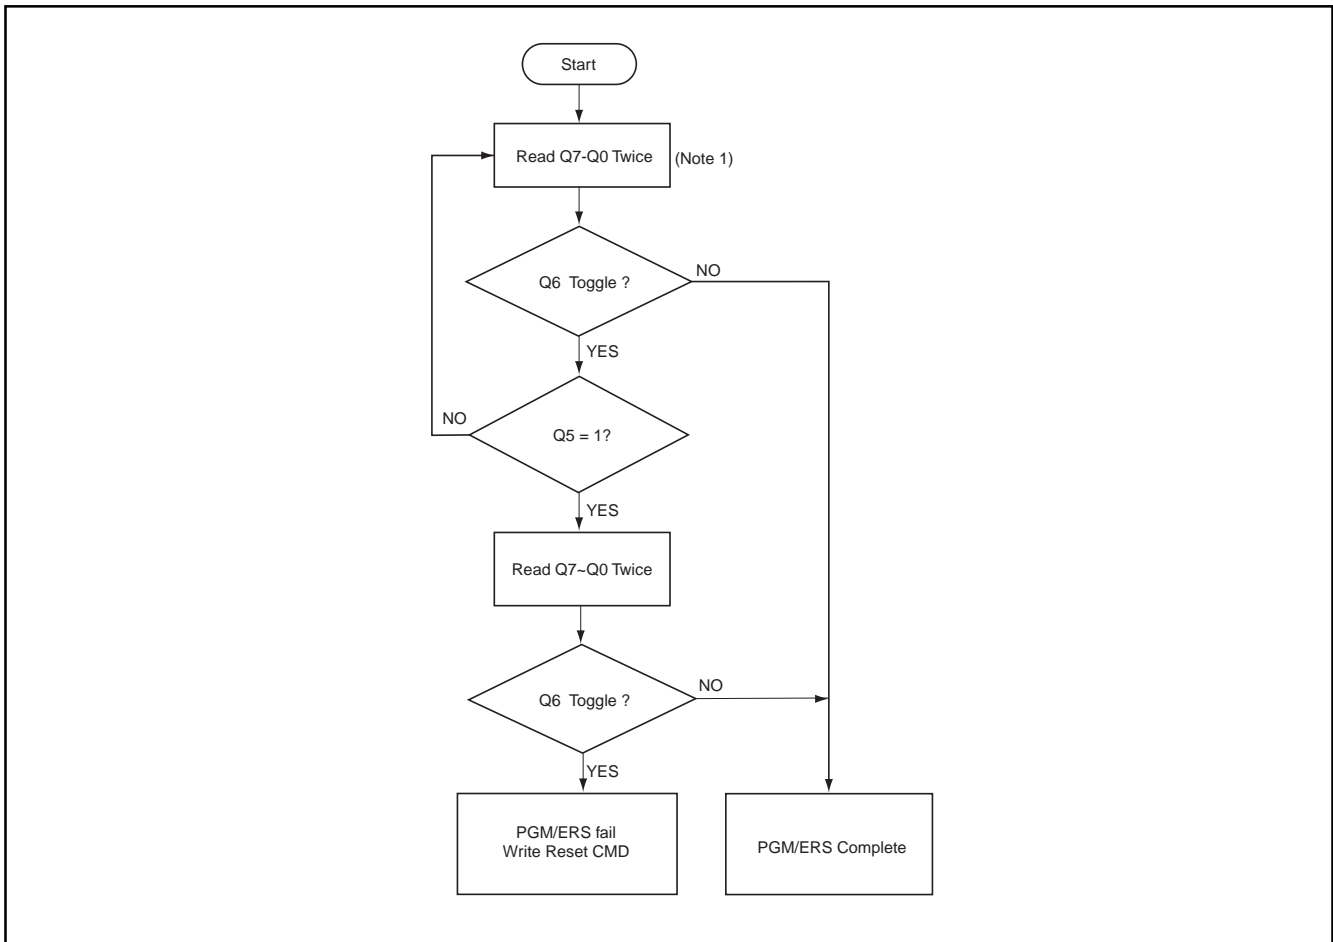 Start
Read Q7-Q0 Twice
(Note 1)
Q6 Toggle ?
NO
YES
NO
Q5 = 1?
YES
Read Q7~Q0 Twice
Q6 Toggle ?
NO
YES
PGM/ERS fail
Write Reset CMD
PGM/ERS Complete